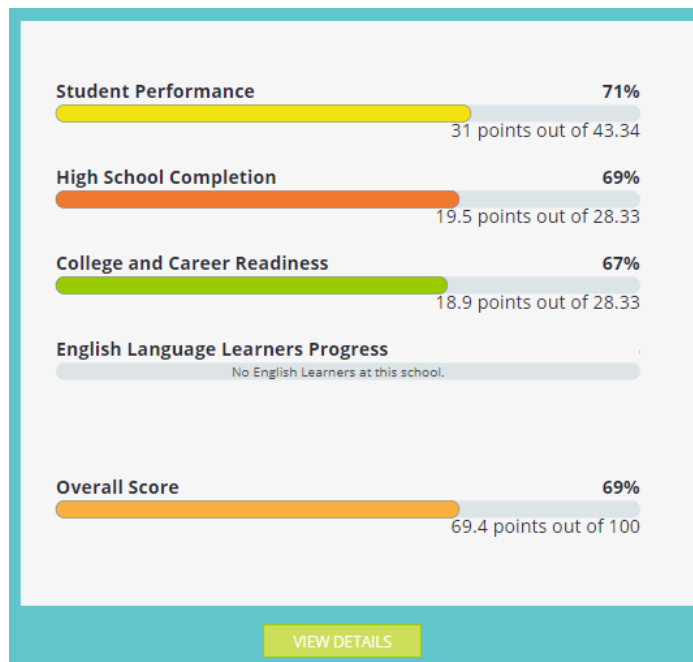 Student Performance 71%
31 points out of 43.34
High School Completion 69%
19.5 points out of 28.33
College and Career Readiness 67%
18.9 points out of 28.33
English Language Learners Progress
No English Learners at this school.
Overall Score 69%
69.4 points out of 100
VIEW DETAILS